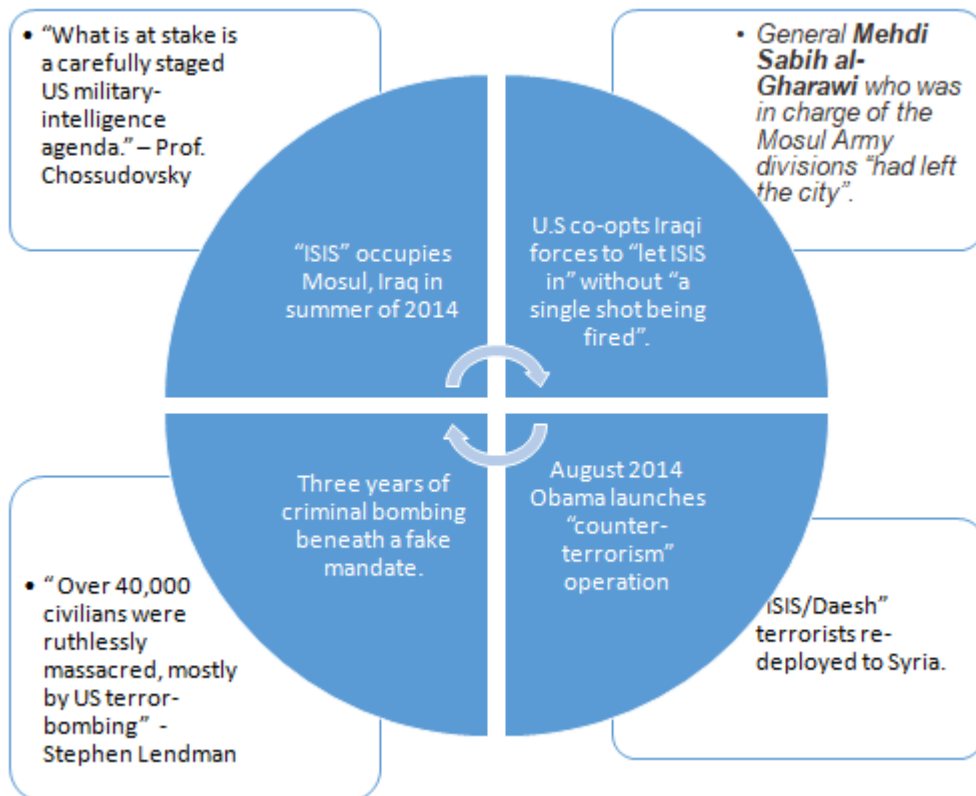 • “What is at stake is
a carefully staged
US military-
intelligence
agenda.” – Prof.
Chossudovsky
• General Mehdi
Sabih al-
Gharawi who was
in charge of the
Mosul Army
divisions “had left
the city”.
“ISIS” occupies
Mosul, Iraq in
summer of 2014
U.S co-opts Iraqi
forces to “let ISIS
in” without “a
single shot being
fired”.
Three years of
criminal bombing
beneath a fake
mandate.
August 2014
Obama launches
“counter-
terrorism”
operation
• “ Over 40,000
civilians were
ruthlessly
massacred, mostly
by US terror-
bombing” -
Stephen Lendman
“ISIS/Daesh”
terrorists re-
deployed to Syria.